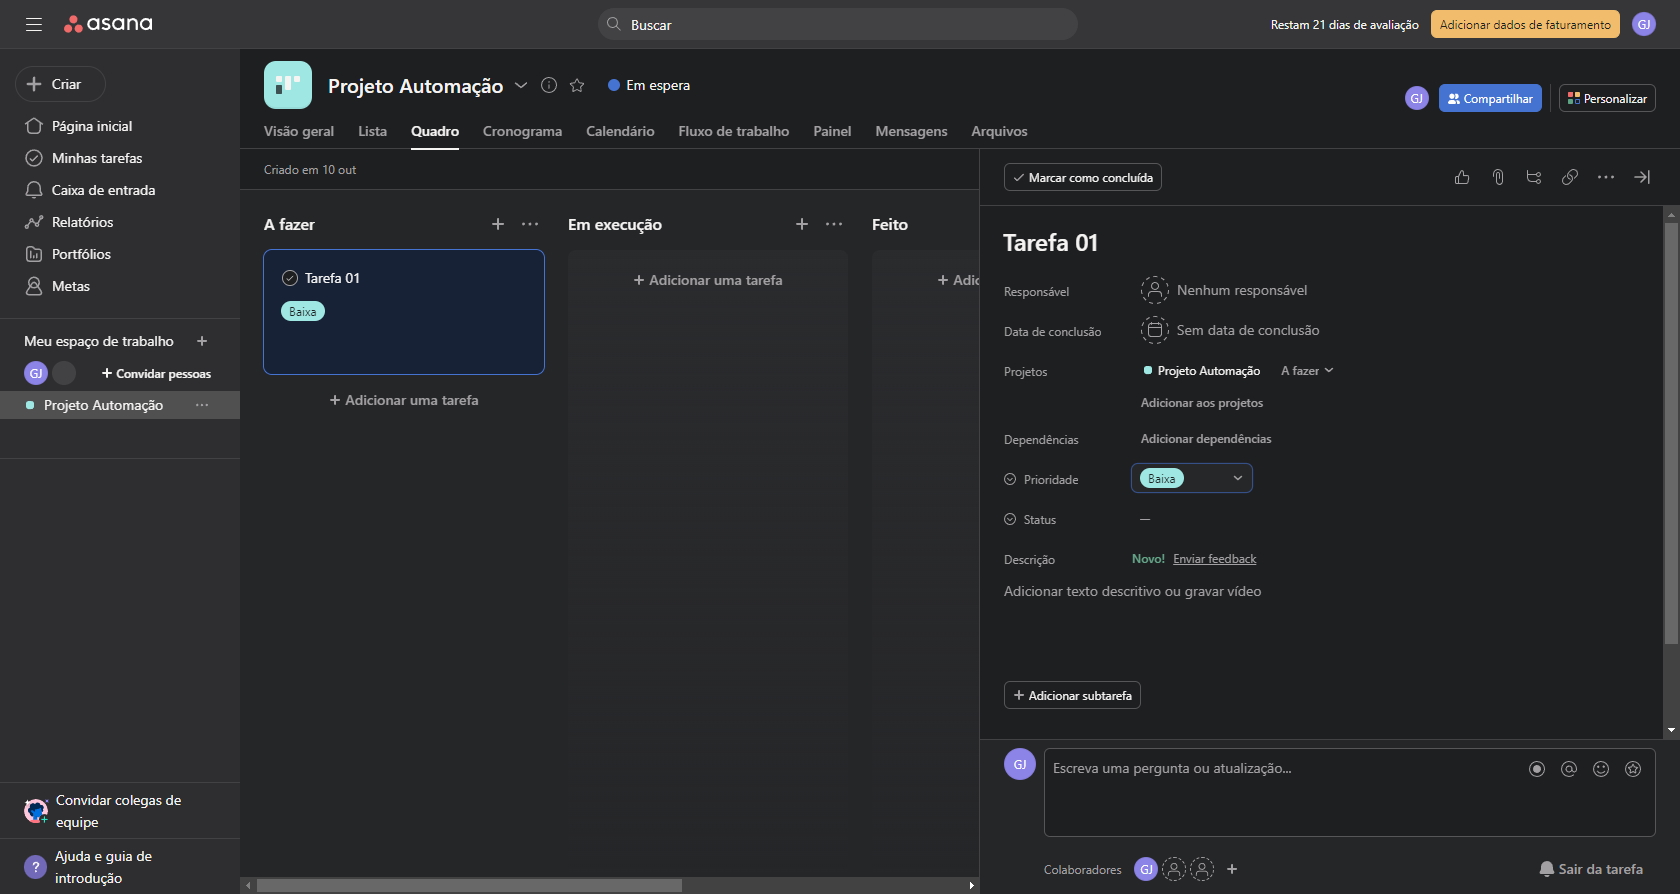 asana
Buscar
Restam 21 dias de avaliação
Adicionar dados de faturamento
GJ
Criar
Página inicial
Minhas tarefas
Caixa de entrada
Relatórios
Portfólios
Metas
Meu espaço de trabalho
GJ
Convidar pessoas
Projeto Automação
Convidar colegas de
equipe
?
Ajuda e guia de
introdução
Projeto Automação
Em espera
GJ
Compartilhar
Personalizar
Visão geral
Lista
Quadro
Cronograma
Calendário
Fluxo de trabalho
Painel
Mensagens
Arquivos
Criado em 10 out
A fazer
Tarefa 01
Baixa
+ Adicionar uma tarefa
Em execução
+ Adicionar uma tarefa
Feito
+ Adic
Marcar como concluída
Tarefa 01
Responsável
Nenhum responsável
Data de conclusão
Sem data de conclusão
Projetos
Projeto Automação
A fazer
Adicionar aos projetos
Dependências
Adicionar dependências
Prioridade
Baixa
Status
—
Descrição
Novo! Enviar feedback
Adicionar texto descritivo ou gravar vídeo
+ Adicionar subtarefa
GJ
Escreva uma pergunta ou atualização...
Colaboradores
GJ
Sair da tarefa